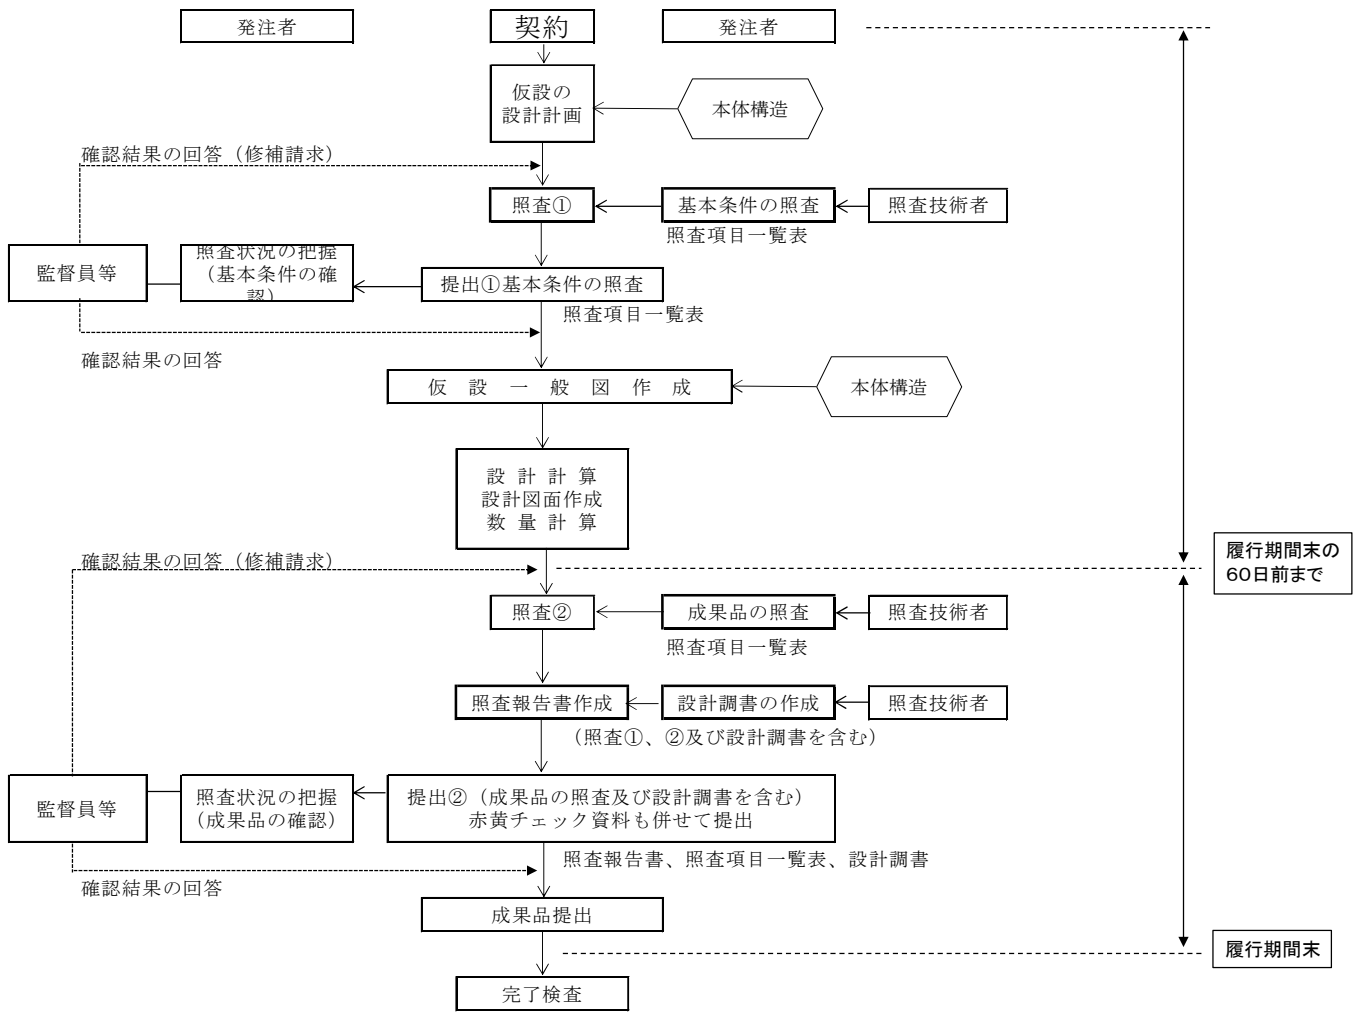 発注者
契約
発注者
仮設の
設計計画
本体構造
確認結果の回答（修補請求）
照査①
基本条件の照査
照査技術者
照査項目一覧表
監督員等
照査状況の把握
（基本条件の確
認）
提出①基本条件の照査
照査項目一覧表
確認結果の回答
仮設一般図作成
本体構造
設計計算
設計図面作成
数量計算
確認結果の回答（修補請求）
履行期間末の
60日前まで
照査②
成果品の照査
照査技術者
照査項目一覧表
照査報告書作成
設計調書の作成
照査技術者
（照査①、②及び設計調書を含む）
監督員等
照査状況の把握
（成果品の確認）
提出②（成果品の照査及び設計調書を含む）
赤黄チェック資料も併せて提出
照査報告書、照査項目一覧表、設計調書
確認結果の回答
成果品提出
履行期間末
完了検査